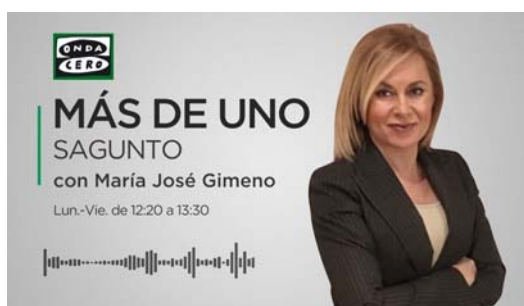 ONDA
CERO
MÁS DE UNO
SAGUNTO
con María José Gimeno
Lun.-Vie. de 12:20 a 13:30